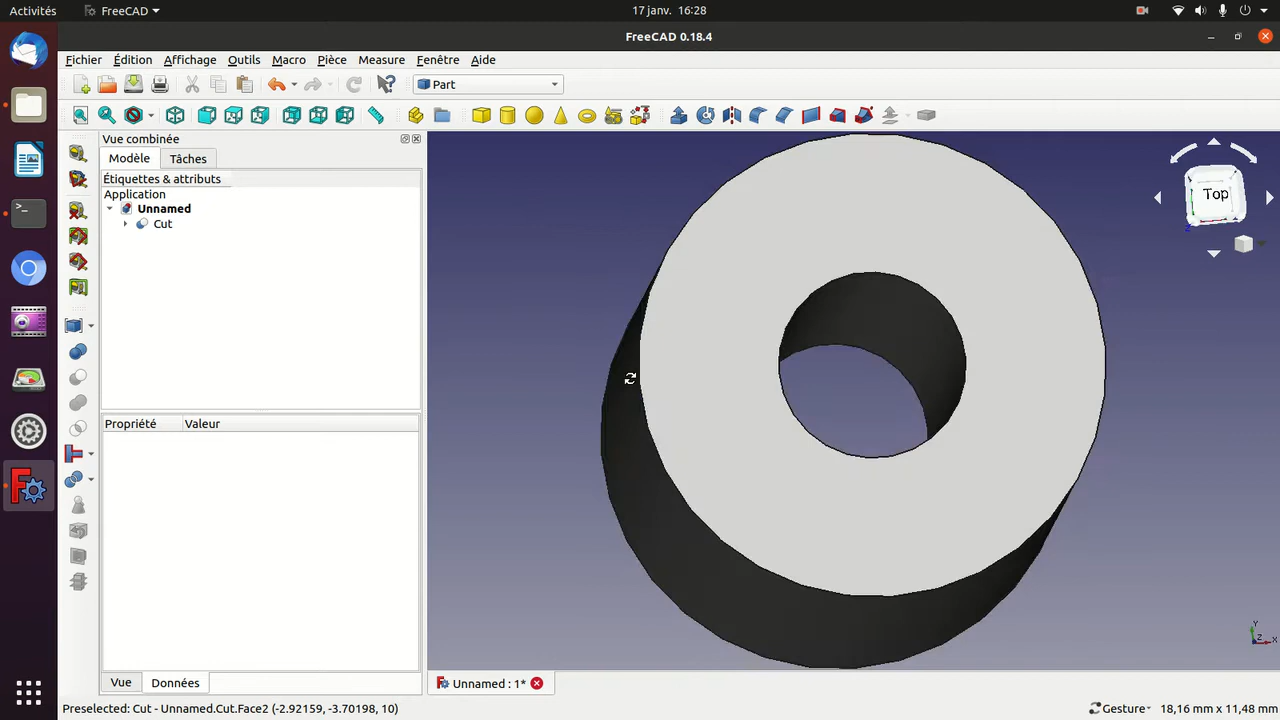 Activités
FreeCAD
17 janv. 16:28
FreeCAD 0.18.4
Fichier Édition Affichage Outils Macro Pièce Measure Fenêtre Aide
Part
Vue combinée
Modèle Tâches
Étiquettes & attributs
Application
Unnamed
Cut
Top
Propriété Valeur
Vue Données
Unnamed : 1*
Y
Z
X
Preselected: Cut - Unnamed.Cut.Face2 (-2.92159, -3.70198, 10)
Gesture
18,16 mm x 11,48 mm